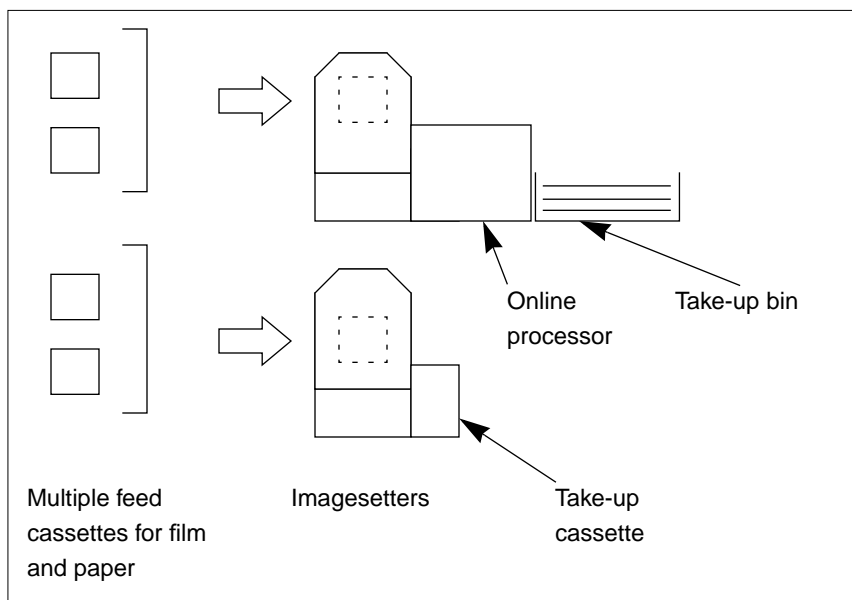 Online
processor
Take-up bin
Multiple feed
cassettes for film
and paper
Imagesetters
Take-up
cassette